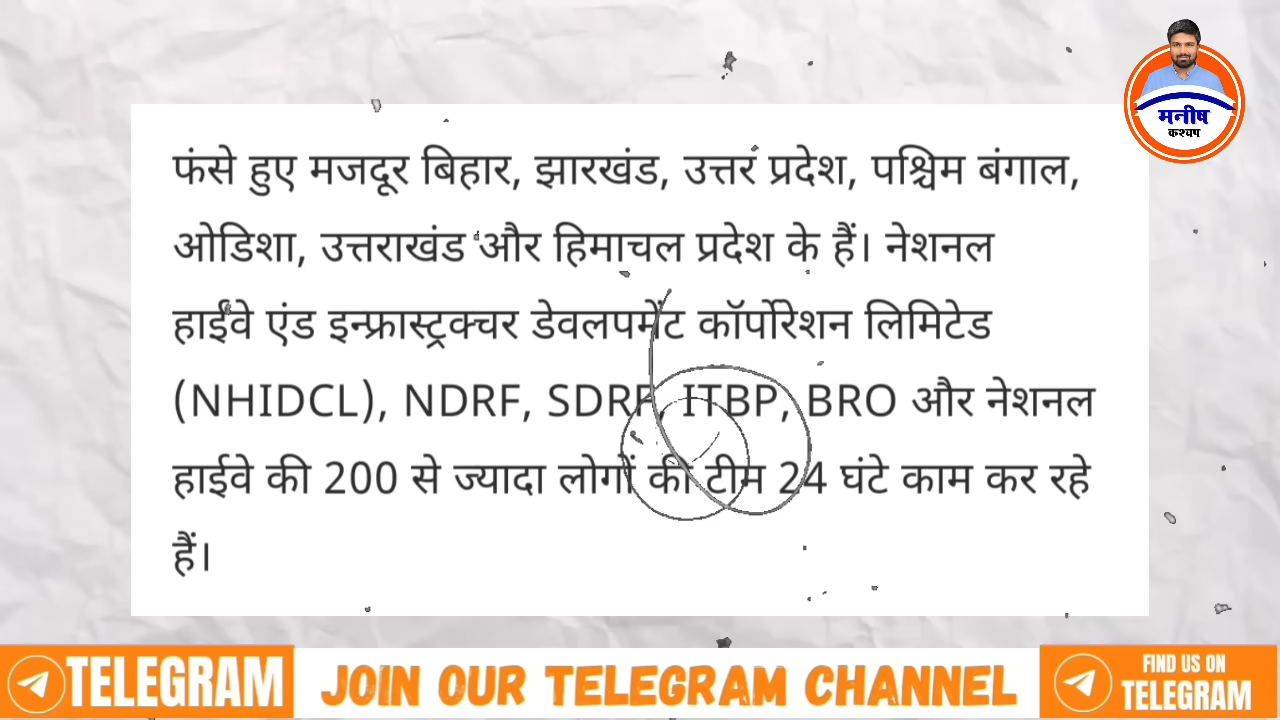 मनीष
कश्यप
फंसे हुए मजदूर बिहार, झारखंड, उत्तर प्रदेश, पश्चिम बंगाल,
ओडिशा, उत्तराखंड और हिमाचल प्रदेश के हैं। नेशनल
हाईवे एंड इन्फ्रास्ट्रक्चर डेवलपमेंट कॉर्पोरेशन लिमिटेड
(NHIDCL), NDRF, SDRF, ITBP, BRO और नेशनल
हाईवे की 200 से ज्यादा लोगों की टीम 24 घंटे काम कर रहे
हैं।
TELEGRAM
JOIN OUR TELEGRAM CHANNEL
FIND US ON
TELEGRAM